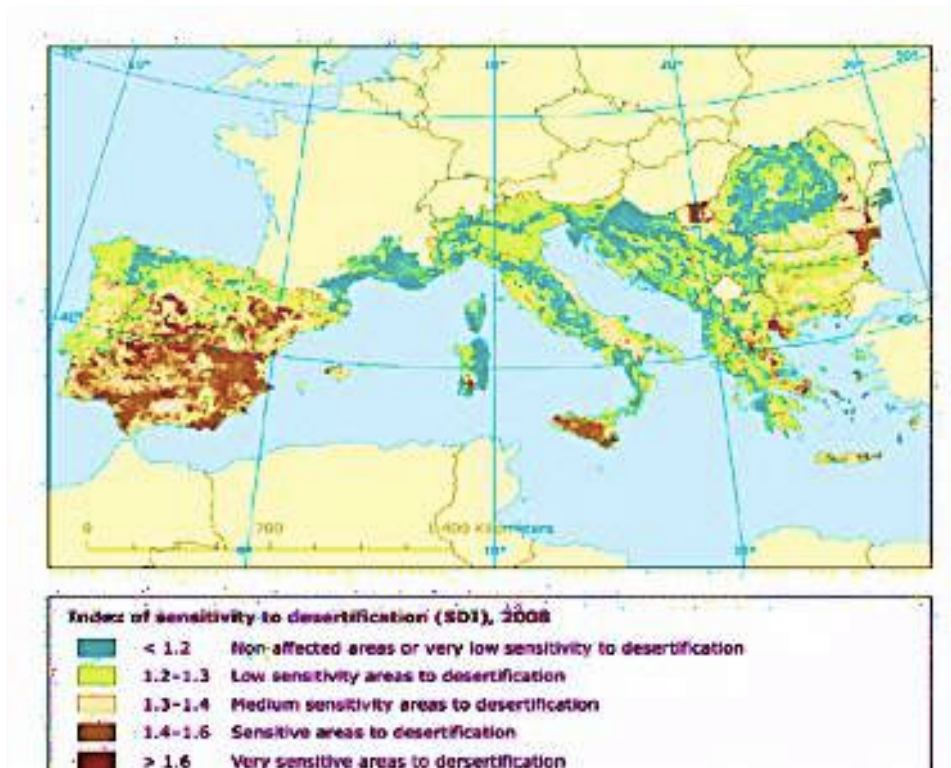 0 700 1 400 Kilometers
Index of sensitivity to desertification (SDI), 2008
< 1.2 Non-affected areas or very low sensitivity to desertification
1.2–1.3 Low sensitivity areas to desertification
1.3–1.4 Medium sensitivity areas to desertification
1.4–1.6 Sensitive areas to desertification
> 1.6 Very sensitive areas to dersertification